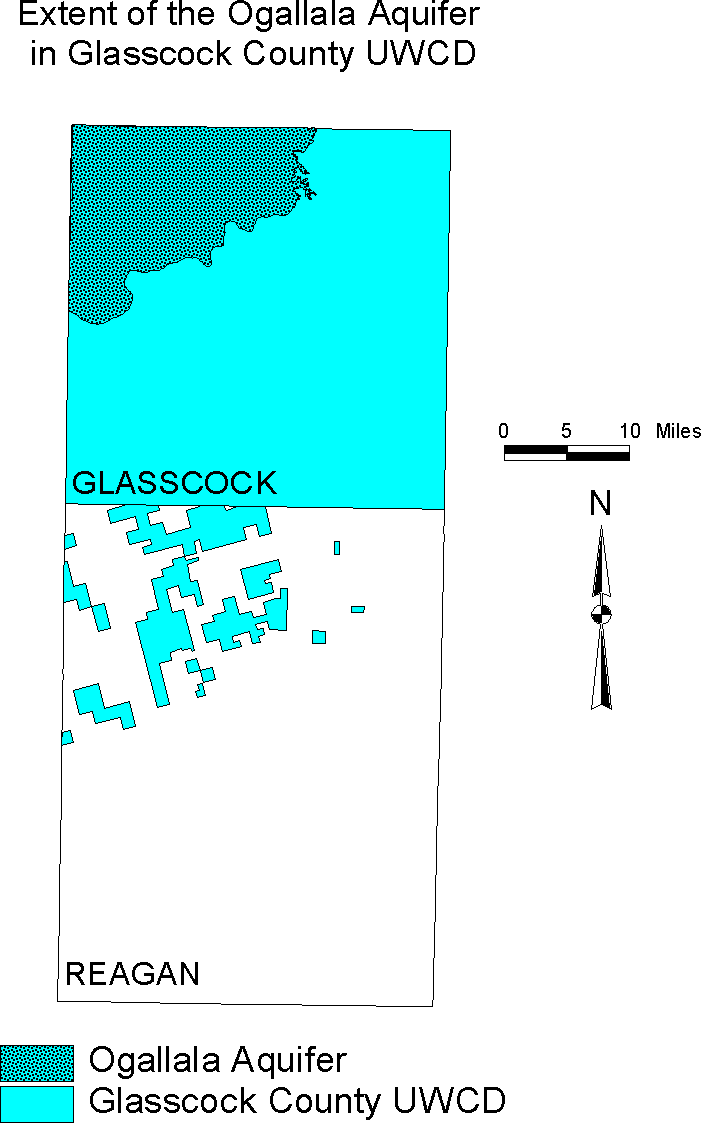 Extent of the Ogallala Aquifer
in Glasscock County UWCD
0 5 10 Miles
GLASSCOCK
N
REAGAN
Ogallala Aquifer
Glasscock County UWCD